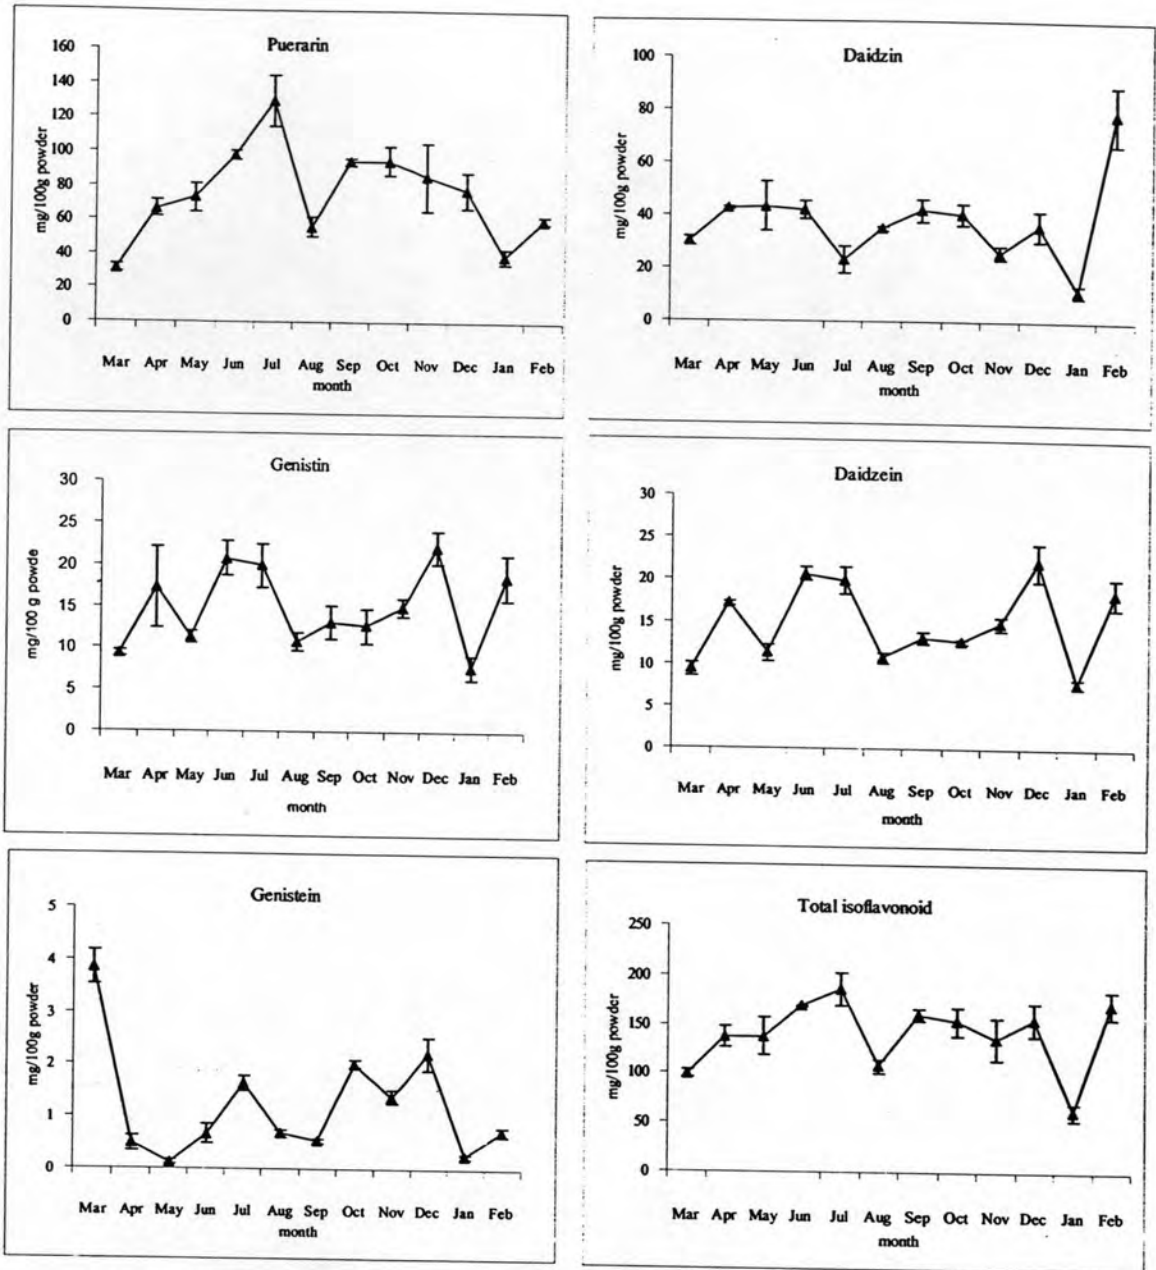 Puerarin
160
140
120
100
80
60
40
20
0
mg/100g powder
Mar Apr May Jun Jul Aug Sep Oct Nov Dec Jan Feb
month
Daidzin
100
80
60
40
20
0
mg/100g powder
Mar Apr May Jun Jul Aug Sep Oct Nov Dec Jan Feb
month
Genistin
30
25
20
15
10
5
0
mg/100 g powde
Mar Apr May Jun Jul Aug Sep Oct Nov Dec Jan Feb
month
Daidzein
30
25
20
15
10
5
0
mg/100g powder
Mar Apr May Jun Jul Aug Sep Oct Nov Dec Jan Feb
month
Genistein
5
4
3
2
1
0
mg/100g powder
Mar Apr May Jun Jul Aug Sep Oct Nov Dec Jan Feb
month
Total isoflavonoid
250
200
150
100
50
0
mg/100g powder
Mar Apr May Jun Jul Aug Sep Oct Nov Dec Jan Feb
month